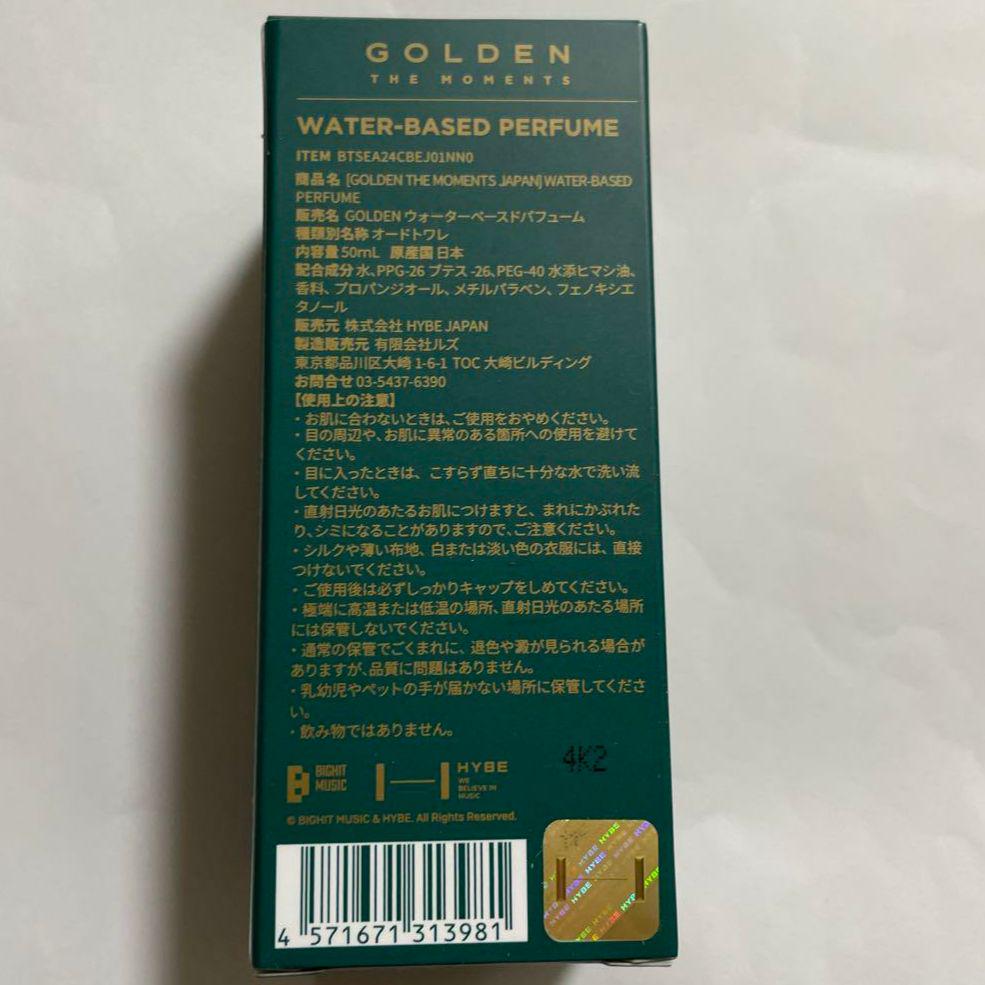 GOLDEN
THE MOMENTS
WATER-BASED PERFUME
ITEM BTSEA24CBEJ01NN0
商品名 [GOLDEN THE MOMENTS JAPAN] WATER-BASED
PERFUME
販売名 GOLDEN ウォーターベースドパフューム
種類別名称 オードトワレ
内容量 50mL 原産国 日本
配合成分 水、PPG-26 ブテス -26、PEG-40 水添ヒマシ油、
香料、プロパンジオール、メチルパラベン、フェノキシエ
タノール
販売元 株式会社 HYBE JAPAN
製造販売元 有限会社ルズ
東京都品川区大崎 1-6-1 TOC 大崎ビルディング
お問合せ 03-5437-6390
【使用上の注意】
・お肌に合わないときは、ご使用をおやめください。
・目の周辺や、お肌に異常のある箇所への使用を避けて
ください。
・目に入ったときは、こすらず直ちに十分な水で洗い流
してください。
・直射日光のあたるお肌につけますと、まれにかぶれた
り、シミになることがありますので、ご注意ください。
・シルクや薄い布地、白または淡い色の衣服には、直接
つけないでください。
・ご使用後は必ずしっかりキャップをしめてください。
・極端に高温または低温の場所、直射日光のあたる場所
には保管しないでください。
・通常の保管でごくまれに、退色や澱が見られる場合が
ありますが、品質に問題はありません。
・乳幼児やペットの手が届かない場所に保管してくださ
い。
・飲み物ではありません。
4K2
BIGHIT
MUSIC
HYBE
WE
BELIEVE IN
MUSIC
© BIGHIT MUSIC & HYBE. All Rights Reserved.
HYBE HYBE HYBE
4 571671 313981